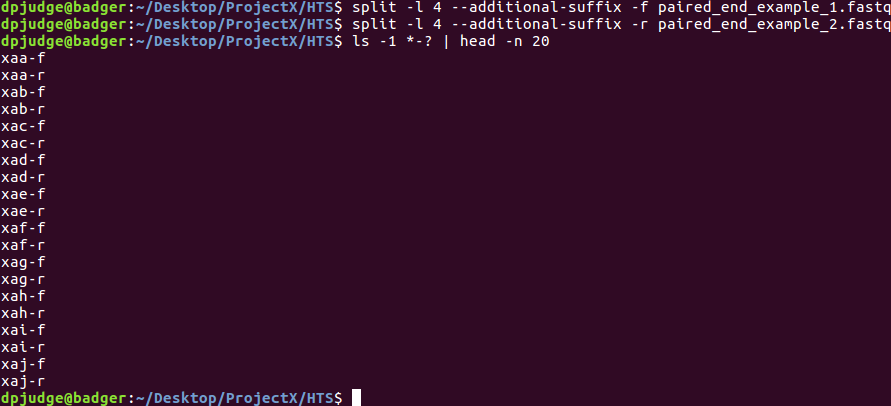 dpjudge@badger:~/Desktop/ProjectX/HTS$ split -l 4 --additional-suffix -f paired_end_example_1.fastq
dpjudge@badger:~/Desktop/ProjectX/HTS$ split -l 4 --additional-suffix -r paired_end_example_2.fastq
dpjudge@badger:~/Desktop/ProjectX/HTS$ ls -1 *-? | head -n 20
xaa-f
xaa-r
xab-f
xab-r
xac-f
xac-r
xad-f
xad-r
xae-f
xae-r
xaf-f
xaf-r
xag-f
xag-r
xah-f
xah-r
xai-f
xai-r
xaj-f
xaj-r
dpjudge@badger:~/Desktop/ProjectX/HTS$